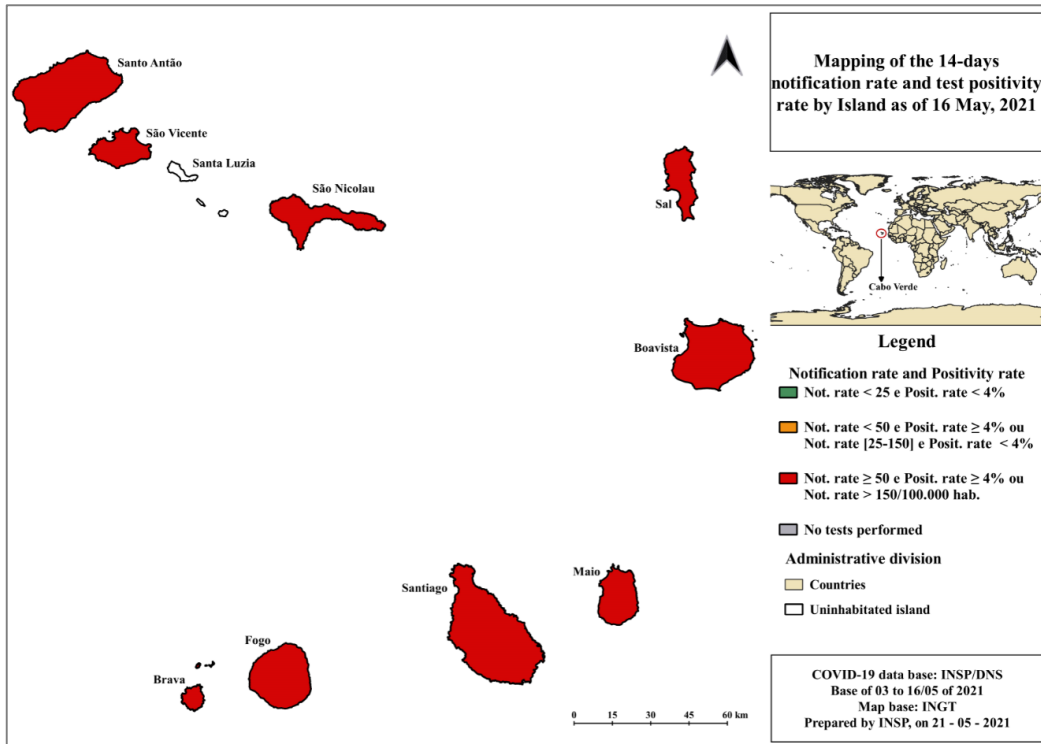 Mapping of the 14-days
notification rate and test positivity
rate by Island as of 16 May, 2021
Santo Antão
São Vicente
Santa Luzia
São Nicolau
Sal
Boavista
Cabo Verde
Legend
Notification rate and Positivity rate
Not. rate < 25 e Posit. rate < 4%
Not. rate < 50 e Posit. rate ≥ 4% ou
Not. rate [25-150] e Posit. rate < 4%
Not. rate ≥ 50 e Posit. rate ≥ 4% ou
Not. rate > 150/100.000 hab.
No tests performed
Administrative division
Countries
Uninhabitated island
Maio
Santiago
Fogo
Brava
0 15 30 45 60 km
COVID-19 data base: INSP/DNS
Base of 03 to 16/05 of 2021
Map base: INGT
Prepared by INSP, on 21 - 05 - 2021